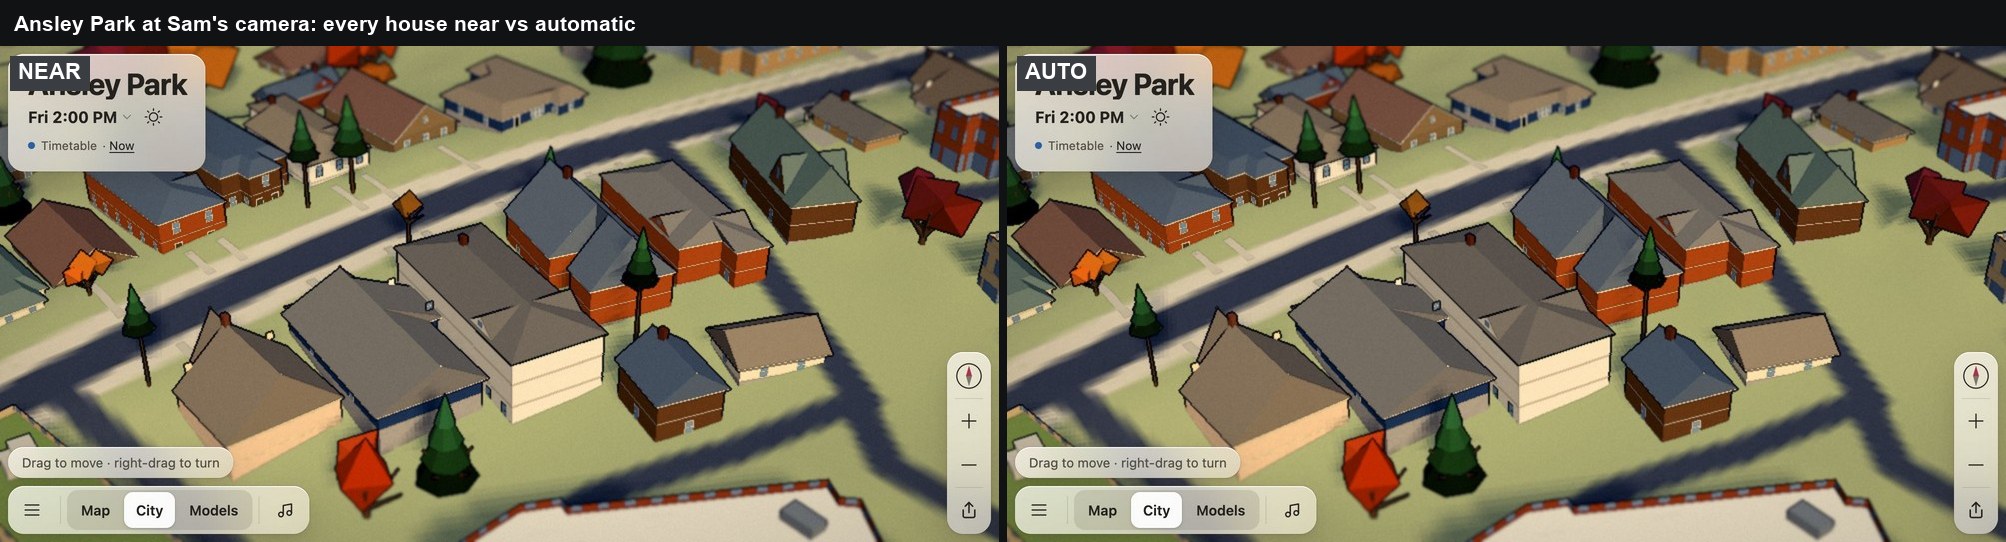 Ansley Park at Sam's camera: every house near vs automatic
NEAR
Ansley Park
Fri 2:00 PM
Timetable · Now
Drag to move · right-drag to turn
Map City Models
AUTO
Ansley Park
Fri 2:00 PM
Timetable · Now
Drag to move · right-drag to turn
Map City Models